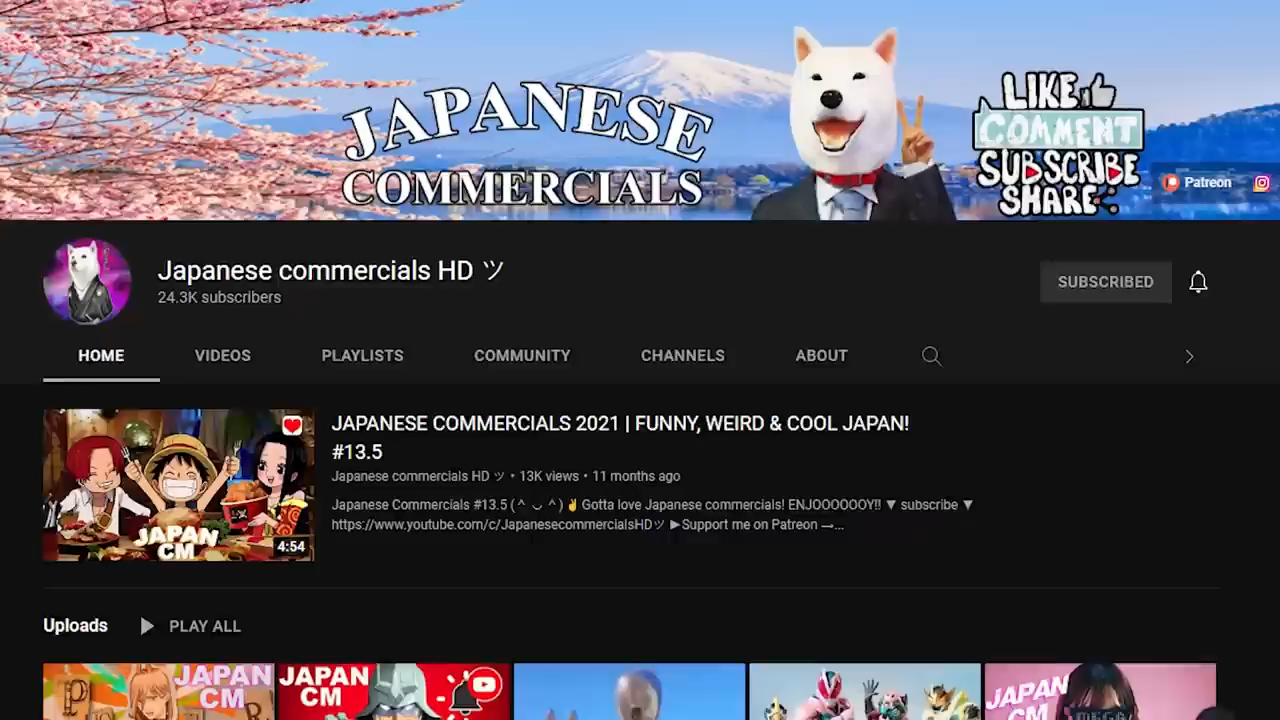 JAPANESE
COMMERCIALS
LIKE
COMMENT
SUBSCRIBE
SHARE
Patreon
Japanese commercials HD ツ
24.3K subscribers
SUBSCRIBED
HOME VIDEOS PLAYLISTS COMMUNITY CHANNELS ABOUT
JAPANESE COMMERCIALS 2021 | FUNNY, WEIRD & COOL JAPAN!
#13.5
Japanese commercials HD ツ • 13K views • 11 months ago
Japanese Commercials #13.5 ( ^ ◡ ^ ) ✌ Gotta love Japanese commercials! ENJOOOOOOY!! ▼ subscribe ▼
https://www.youtube.com/c/JapanesecommercialsHDツ ►Support me on Patreon —...
JAPAN
CM
4:54
Uploads PLAY ALL
JAPAN
CM
JAPAN
CM
JAPAN
CM